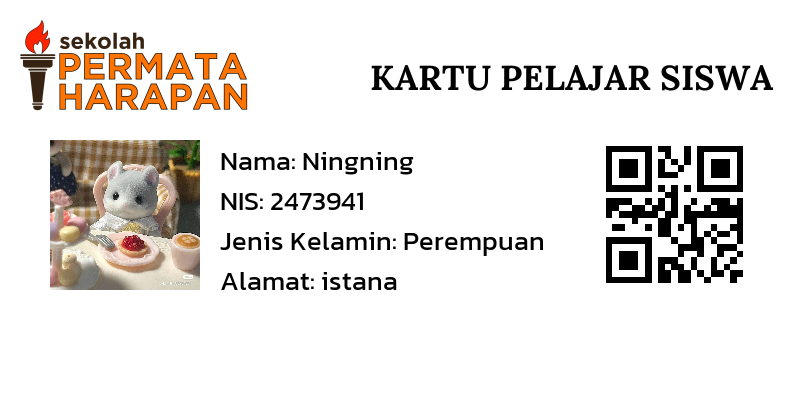 sekolah
PERMATA
HARAPAN
KARTU PELAJAR SISWA
Nama: Ningning
NIS: 2473941
Jenis Kelamin: Perempuan
Alamat: istana